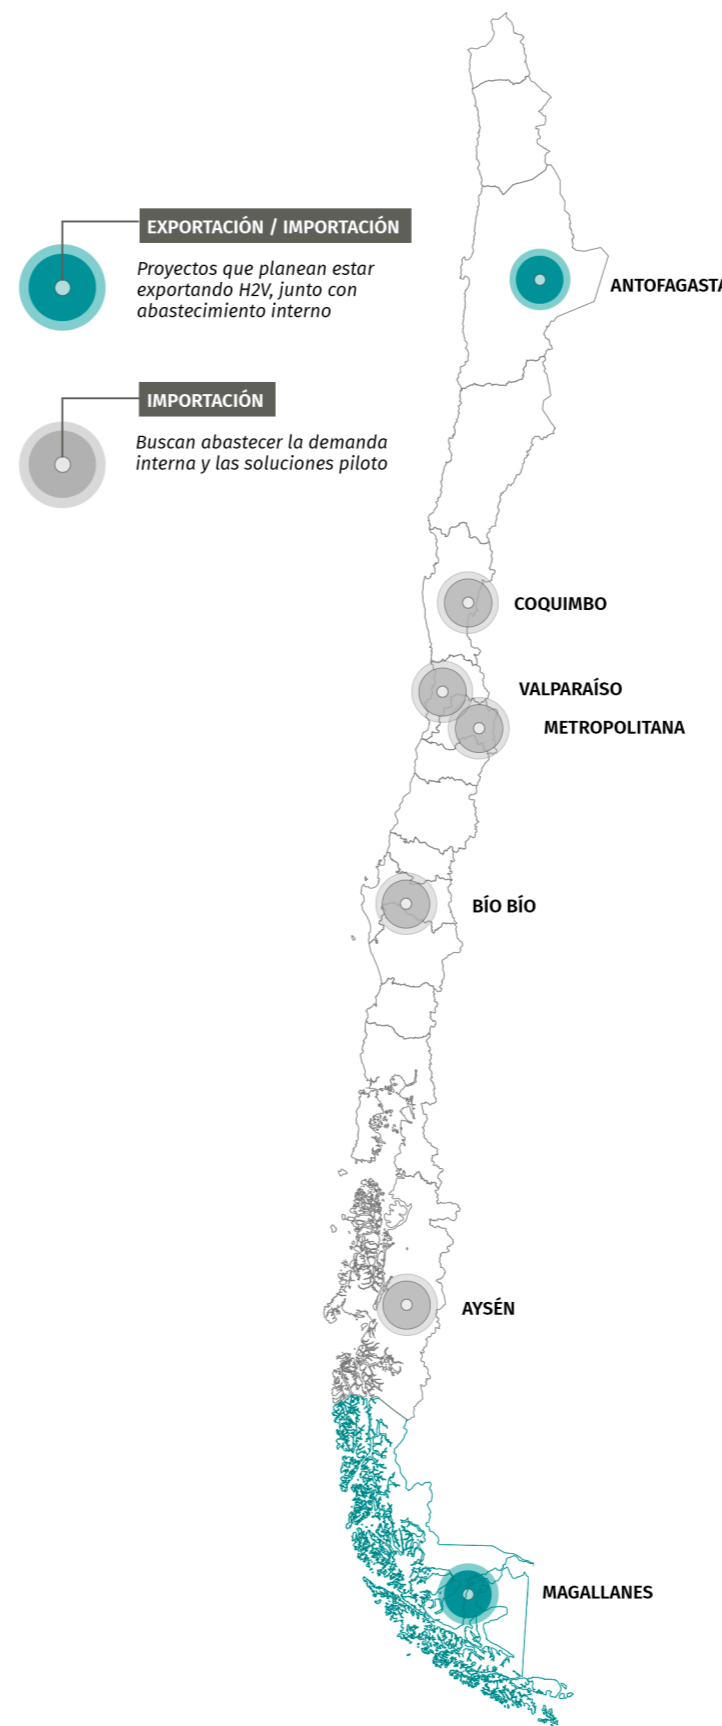 EXPORTACIÓN / IMPORTACIÓN
Proyectos que planean estar
exportando H2V, junto con
abastecimiento interno
IMPORTACIÓN
Buscan abastecer la demanda
interna y las soluciones piloto
ANTOFAGASTA
COQUIMBO
VALPARAÍSO
METROPOLITANA
BÍO BÍO
AYSÉN
MAGALLANES